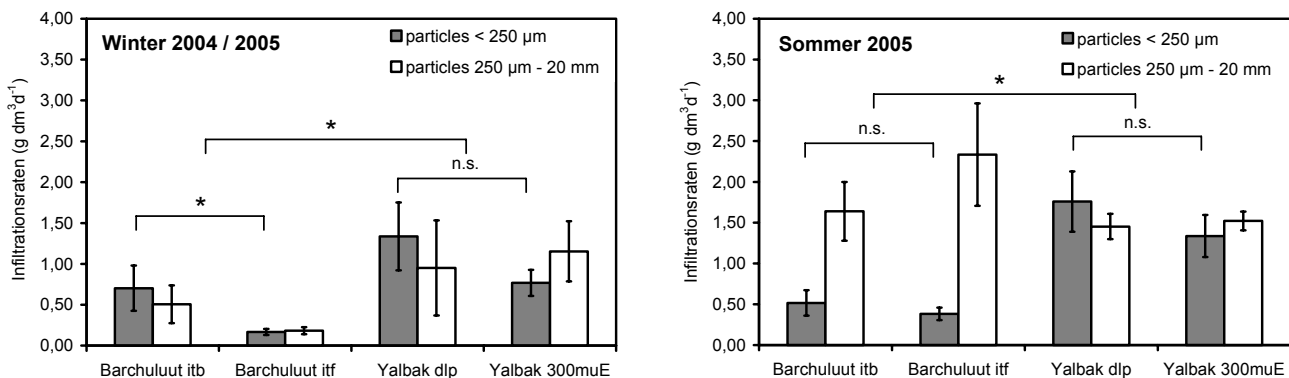 Winter 2004 / 2005
particles < 250 µm
particles 250 µm - 20 mm
Infiltrationsraten (g dm³d⁻¹)
4,00
3,50
3,00
2,50
2,00
1,50
1,00
0,50
0,00
*
*
n.s.
Barchuluut itb Barchuluut itf Yalbak dlp Yalbak 300muE
Sommer 2005
particles < 250 µm
particles 250 µm - 20 mm
Infiltrationsraten (g dm³d⁻¹)
4,00
3,50
3,00
2,50
2,00
1,50
1,00
0,50
0,00
*
n.s.
n.s.
Barchuluut itb Barchuluut itf Yalbak dlp Yalbak 300muE